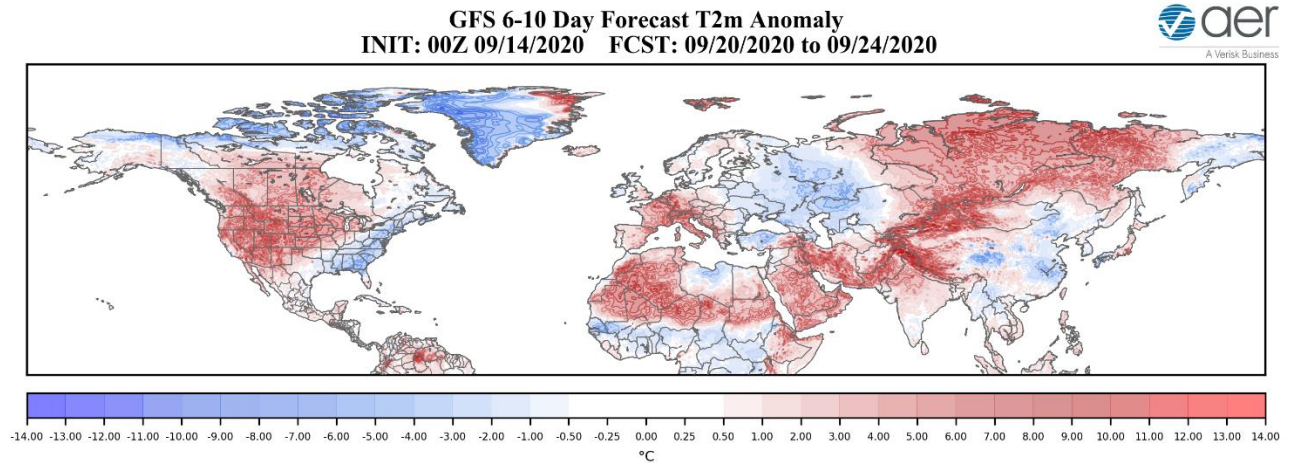 GFS 6-10 Day Forecast T2m Anomaly
INIT: 00Z 09/14/2020 FCST: 09/20/2020 to 09/24/2020
aer
A Verisk Business
-14.00 -13.00 -12.00 -11.00 -10.00 -9.00 -8.00 -7.00 -6.00 -5.00 -4.00 -3.00 -2.00 -1.00 -0.50 -0.25 0.00 0.25 0.50 1.00 2.00 3.00 4.00 5.00 6.00 7.00 8.00 9.00 10.00 11.00 12.00 13.00 14.00
°C